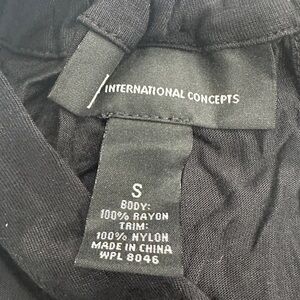 INTERNATIONAL CONCEPTS
S
BODY:
100% RAYON
TRIM:
100% NYLON
MADE IN CHINA
WPL 8046